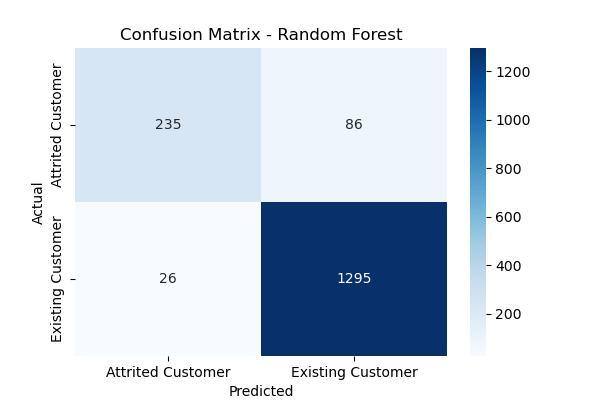 Confusion Matrix - Random Forest
Actual
Attrited Customer
Existing Customer
235
86
26
1295
Attrited Customer
Existing Customer
Predicted
1200
1000
800
600
400
200